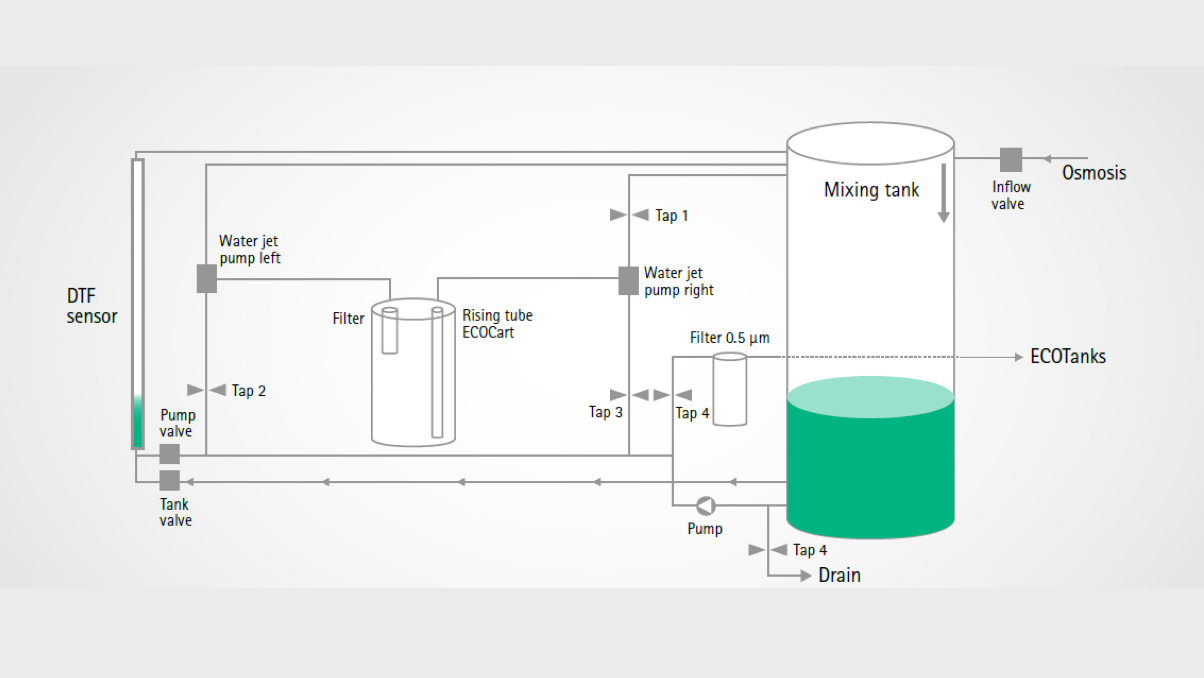 Mixing tank
Osmosis
Inflow
valve
Tap 1
Water jet
pump left
Water jet
pump right
DTF
sensor
Filter
Rising tube
ECOCart
Filter 0.5 µm
ECOTanks
Tap 2
Tap 3
Tap 4
Pump
valve
Tank
valve
Pump
Tap 4
Drain